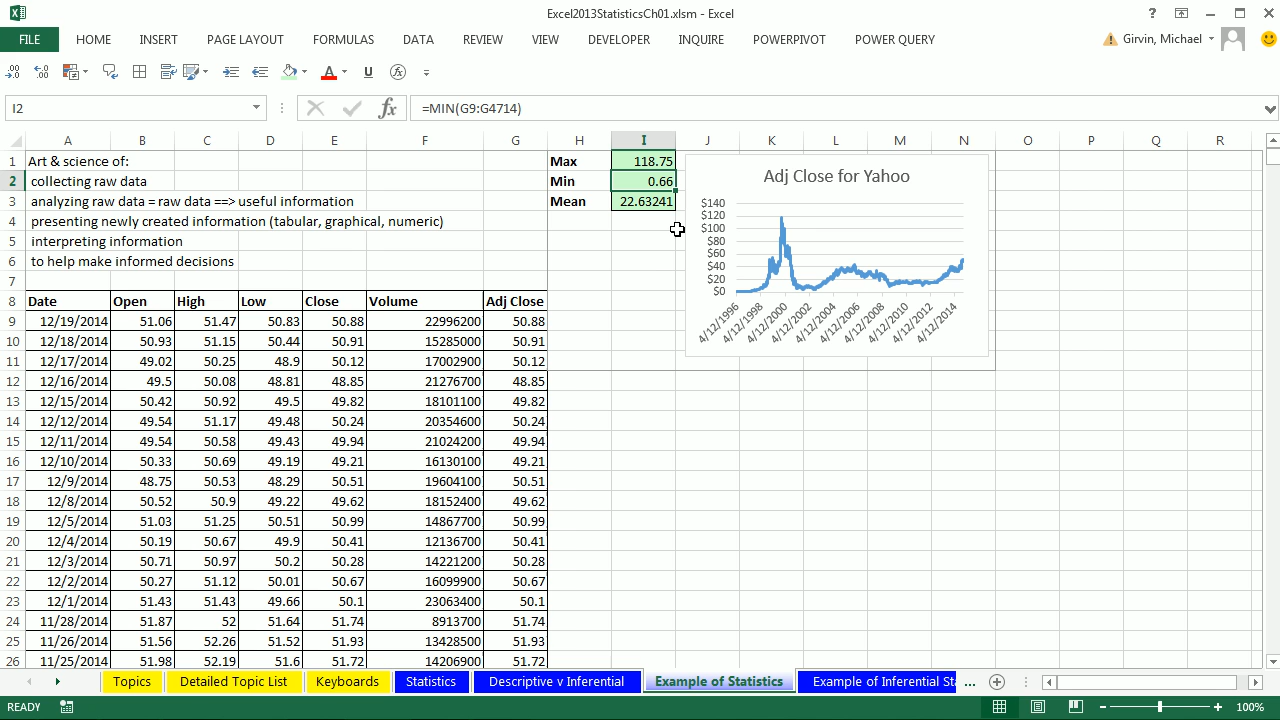 Excel2013StatisticsCh01.xlsm - Excel
FILE HOME INSERT PAGE LAYOUT FORMULAS DATA REVIEW VIEW DEVELOPER INQUIRE POWERPIVOT POWER QUERY Girvin, Michael
I2 =MIN(G9:G4714)
A B C D E F G H I J K L M N O P Q R
1 Art & science of: Max 118.75
2 collecting raw data Min 0.66
3 analyzing raw data = raw data ==> useful information Mean 22.63241
4 presenting newly created information (tabular, graphical, numeric)
5 interpreting information
6 to help make informed decisions
7
Adj Close for Yahoo
$140
$120
$100
$80
$60
$40
$20
$0
4/12/1996 4/12/1998 4/12/2000 4/12/2002 4/12/2004 4/12/2006 4/12/2008 4/12/2010 4/12/2012 4/12/2014
8 Date Open High Low Close Volume Adj Close
9 12/19/2014 51.06 51.47 50.83 50.88 22996200 50.88
10 12/18/2014 50.93 51.15 50.44 50.91 15285000 50.91
11 12/17/2014 49.02 50.25 48.9 50.12 17002900 50.12
12 12/16/2014 49.5 50.08 48.81 48.85 21276700 48.85
13 12/15/2014 50.42 50.92 49.5 49.82 18101100 49.82
14 12/12/2014 49.54 51.17 49.48 50.24 20354600 50.24
15 12/11/2014 49.54 50.58 49.43 49.94 21024200 49.94
16 12/10/2014 50.33 50.69 49.19 49.21 16130100 49.21
17 12/9/2014 48.75 50.53 48.29 50.51 19604100 50.51
18 12/8/2014 50.52 50.9 49.22 49.62 18152400 49.62
19 12/5/2014 51.03 51.25 50.51 50.99 14867700 50.99
20 12/4/2014 50.19 50.67 49.9 50.41 12136700 50.41
21 12/3/2014 50.71 50.97 50.2 50.28 14221200 50.28
22 12/2/2014 50.27 51.12 50.01 50.67 16099900 50.67
23 12/1/2014 51.43 51.43 49.66 50.1 23063400 50.1
24 11/28/2014 51.87 52 51.64 51.74 8913700 51.74
25 11/26/2014 51.56 52.26 51.52 51.93 13428500 51.93
26 11/25/2014 51.98 52.19 51.6 51.72 14206900 51.72
Topics Detailed Topic List Keyboards Statistics Descriptive v Inferential Example of Statistics Example of Inferential Sta ...
READY 100%